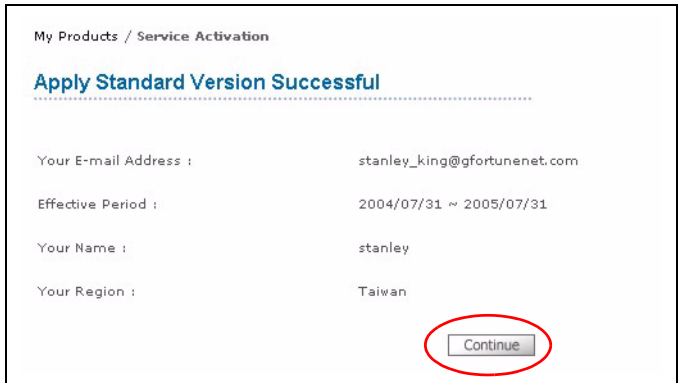 My Products / Service Activation
Apply Standard Version Successful
Your E-mail Address : stanley_king@gfortunenet.com
Effective Period : 2004/07/31 ~ 2005/07/31
Your Name : stanley
Your Region : Taiwan
Continue